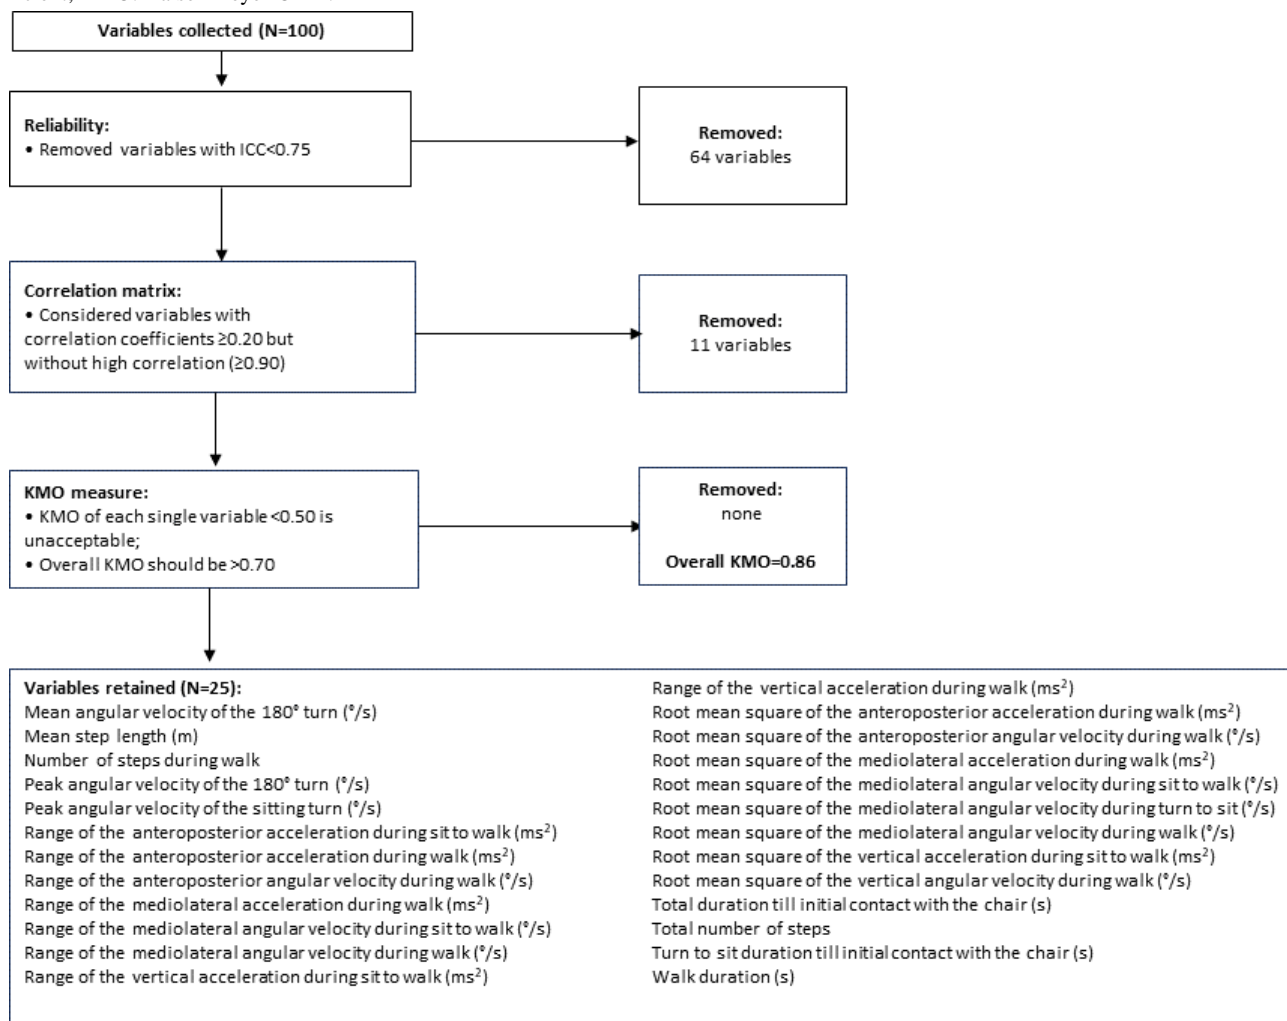 Variables collected (N=100)
Reliability:
• Removed variables with ICC<0.75
Removed:
64 variables
Correlation matrix:
• Considered variables with
correlation coefficients ≥0.20 but
without high correlation (≥0.90)
Removed:
11 variables
KMO measure:
• KMO of each single variable <0.50 is
unacceptable;
• Overall KMO should be >0.70
Removed:
none
Overall KMO=0.86
Variables retained (N=25):
Mean angular velocity of the 180° turn (°/s)
Mean step length (m)
Number of steps during walk
Peak angular velocity of the 180° turn (°/s)
Peak angular velocity of the sitting turn (°/s)
Range of the anteroposterior acceleration during sit to walk (ms²)
Range of the anteroposterior acceleration during walk (ms²)
Range of the anteroposterior angular velocity during walk (°/s)
Range of the mediolateral acceleration during walk (ms²)
Range of the mediolateral angular velocity during sit to walk (°/s)
Range of the mediolateral angular velocity during walk (°/s)
Range of the vertical acceleration during sit to walk (ms²)
Range of the vertical acceleration during walk (ms²)
Root mean square of the anteroposterior acceleration during walk (ms²)
Root mean square of the anteroposterior angular velocity during walk (°/s)
Root mean square of the mediolateral acceleration during walk (ms²)
Root mean square of the mediolateral angular velocity during sit to walk (°/s)
Root mean square of the mediolateral angular velocity during turn to sit (°/s)
Root mean square of the mediolateral angular velocity during walk (°/s)
Root mean square of the vertical acceleration during sit to walk (ms²)
Root mean square of the vertical angular velocity during walk (°/s)
Total duration till initial contact with the chair (s)
Total number of steps
Turn to sit duration till initial contact with the chair (s)
Walk duration (s)